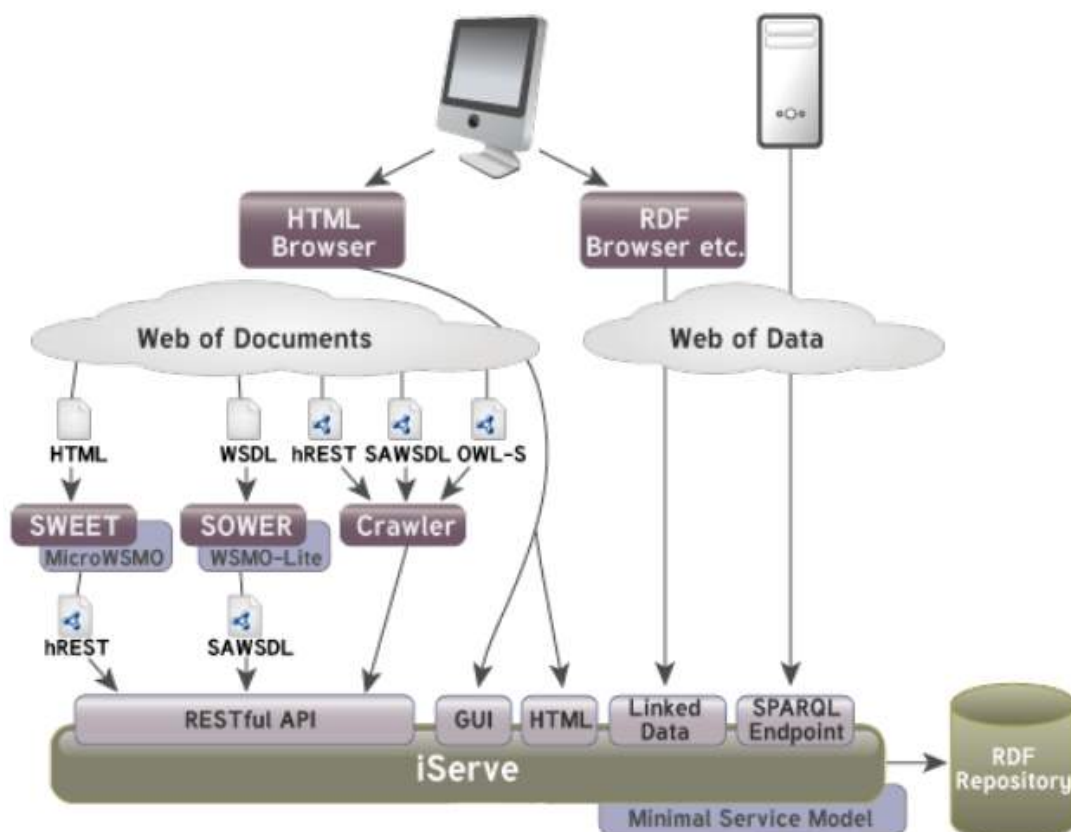 HTML
Browser
RDF
Browser etc.
Web of Documents
Web of Data
HTML
WSDL
hREST
SAWSDL
OWL-S
SWEET
MicroWSMO
SOWER
WSMO-Lite
Crawler
hREST
SAWSDL
RESTful API
GUI
HTML
Linked
Data
SPARQL
Endpoint
iServe
Minimal Service Model
RDF
Repository